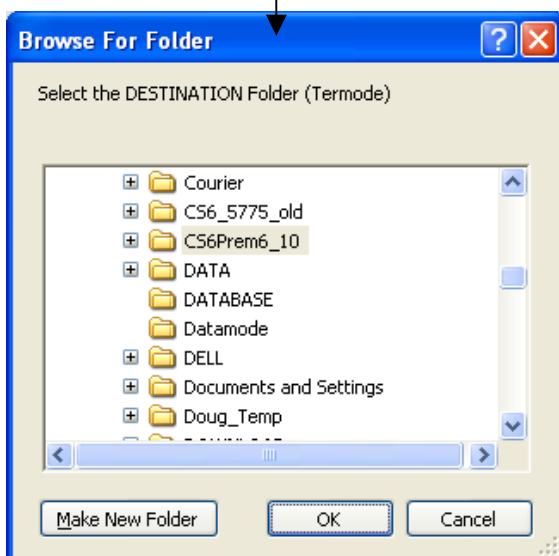 Browse For Folder
Select the DESTINATION Folder (Termode)
Courier
CS6_5775_old
CS6Prem6_10
DATA
DATABASE
Datamode
DELL
Documents and Settings
Doug_Temp
Make New Folder OK Cancel